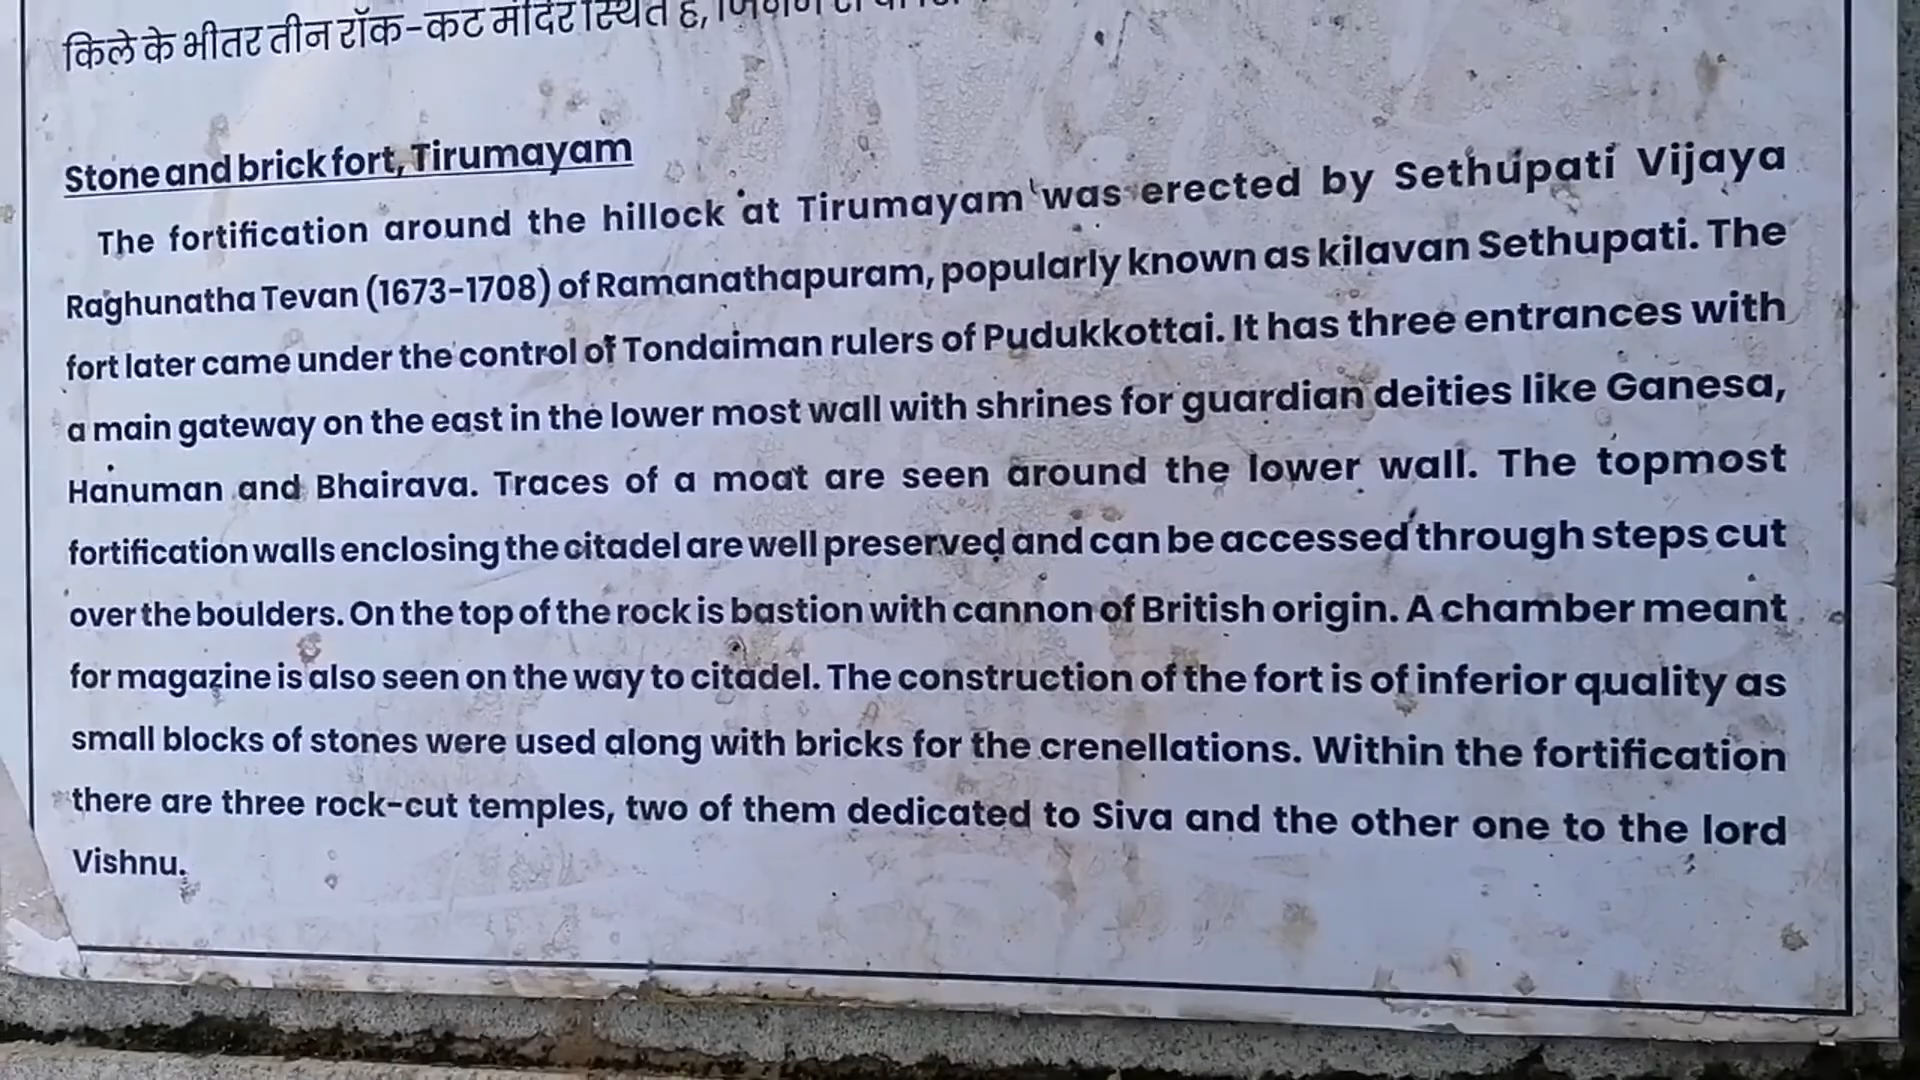 किले के भीतर तीन रॉक-कट मंदिर स्थित है,
Stone and brick fort, Tirumayam
The fortification around the hillock at Tirumayam was erected by Sethupati Vijaya
Raghunatha Tevan (1673-1708) of Ramanathapuram, popularly known as kilavan Sethupati. The
fort later came under the control of Tondaiman rulers of Pudukkottai. It has three entrances with
a main gateway on the east in the lower most wall with shrines for guardian deities like Ganesa,
Hanuman and Bhairava. Traces of a moat are seen around the lower wall. The topmost
fortification walls enclosing the citadel are well preserved and can be accessed through steps cut
over the boulders. On the top of the rock is bastion with cannon of British origin. A chamber meant
for magazine is also seen on the way to citadel. The construction of the fort is of inferior quality as
small blocks of stones were used along with bricks for the crenellations. Within the fortification
there are three rock-cut temples, two of them dedicated to Siva and the other one to the lord
Vishnu.